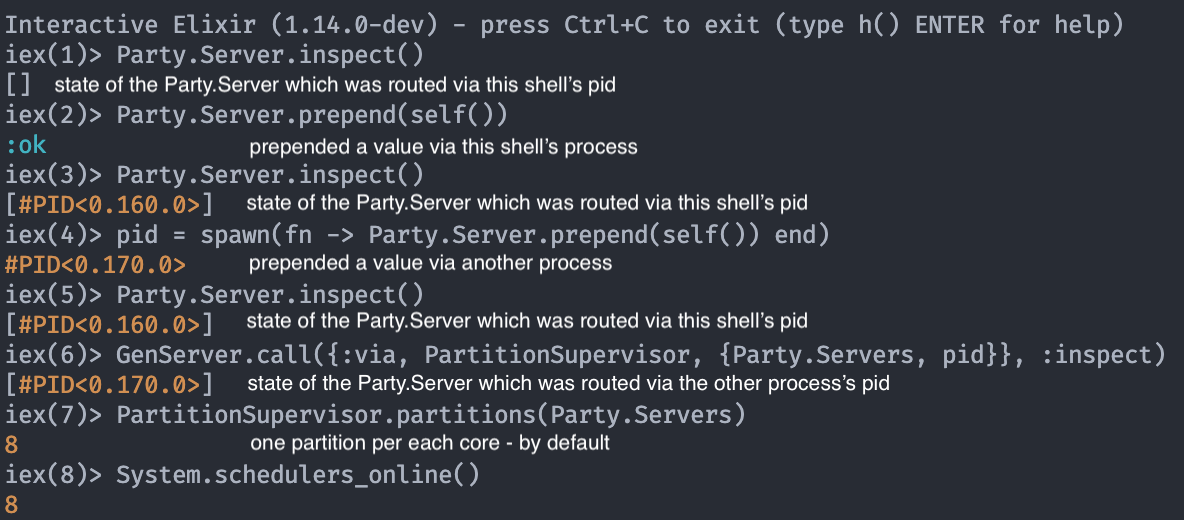 Interactive Elixir (1.14.0-dev) - press Ctrl+C to exit (type h() ENTER for help)
iex(1)> Party.Server.inspect()
[] state of the Party.Server which was routed via this shell’s pid
iex(2)> Party.Server.prepend(self())
:ok prepended a value via this shell’s process
iex(3)> Party.Server.inspect()
[#PID<0.160.0>] state of the Party.Server which was routed via this shell’s pid
iex(4)> pid = spawn(fn -> Party.Server.prepend(self()) end)
#PID<0.170.0> prepended a value via another process
iex(5)> Party.Server.inspect()
[#PID<0.160.0>] state of the Party.Server which was routed via this shell’s pid
iex(6)> GenServer.call({:via, PartitionSupervisor, {Party.Servers, pid}}, :inspect)
[#PID<0.170.0>] state of the Party.Server which was routed via the other process’s pid
iex(7)> PartitionSupervisor.partitions(Party.Servers)
8 one partition per each core - by default
iex(8)> System.schedulers_online()
8